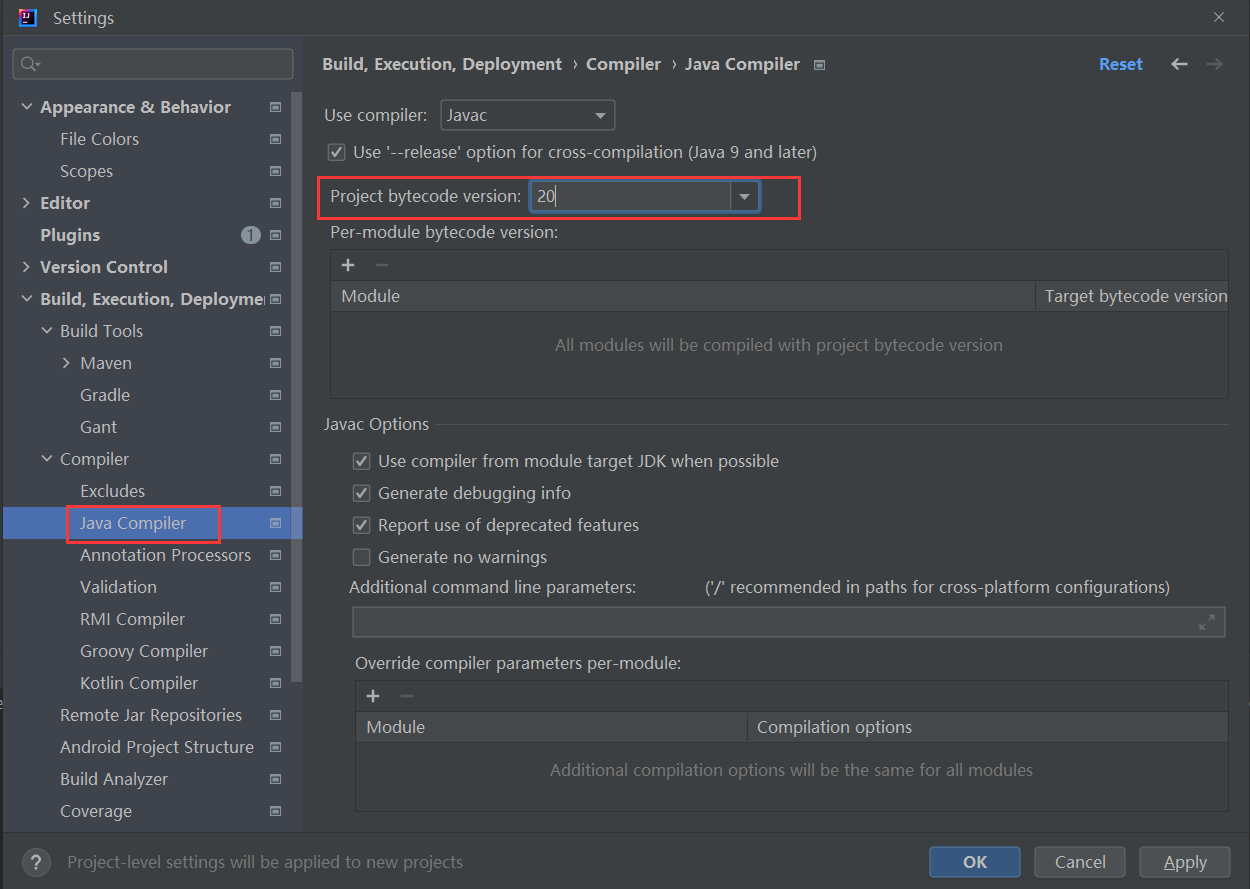 Settings
Appearance & Behavior
File Colors
Scopes
Editor
Plugins 1
Version Control
Build, Execution, Deployme
Build Tools
Maven
Gradle
Gant
Compiler
Excludes
Java Compiler
Annotation Processors
Validation
RMI Compiler
Groovy Compiler
Kotlin Compiler
Remote Jar Repositories
Android Project Structure
Build Analyzer
Coverage
Build, Execution, Deployment › Compiler › Java Compiler
Reset
Use compiler: Javac
Use '--release' option for cross-compilation (Java 9 and later)
Project bytecode version: 20
Per-module bytecode version:
Module Target bytecode version
All modules will be compiled with project bytecode version
Javac Options
Use compiler from module target JDK when possible
Generate debugging info
Report use of deprecated features
Generate no warnings
Additional command line parameters: ('/' recommended in paths for cross-platform configurations)
Override compiler parameters per-module:
Module Compilation options
Additional compilation options will be the same for all modules
? Project-level settings will be applied to new projects
OK Cancel Apply